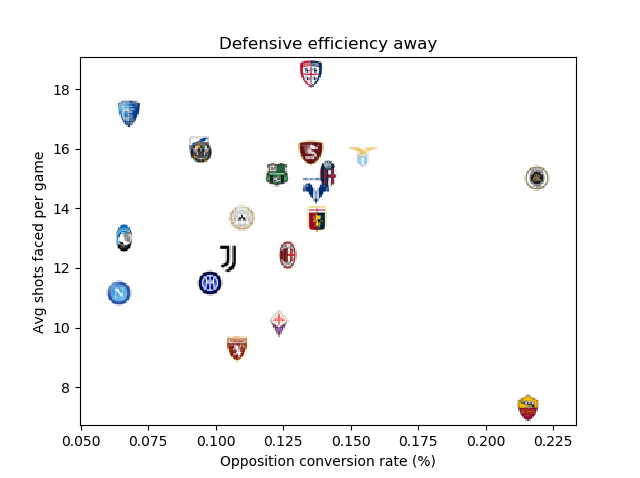 Defensive efficiency away
Avg shots faced per game
18
16
14
12
10
8
0.050 0.075 0.100 0.125 0.150 0.175 0.200 0.225
Opposition conversion rate (%)